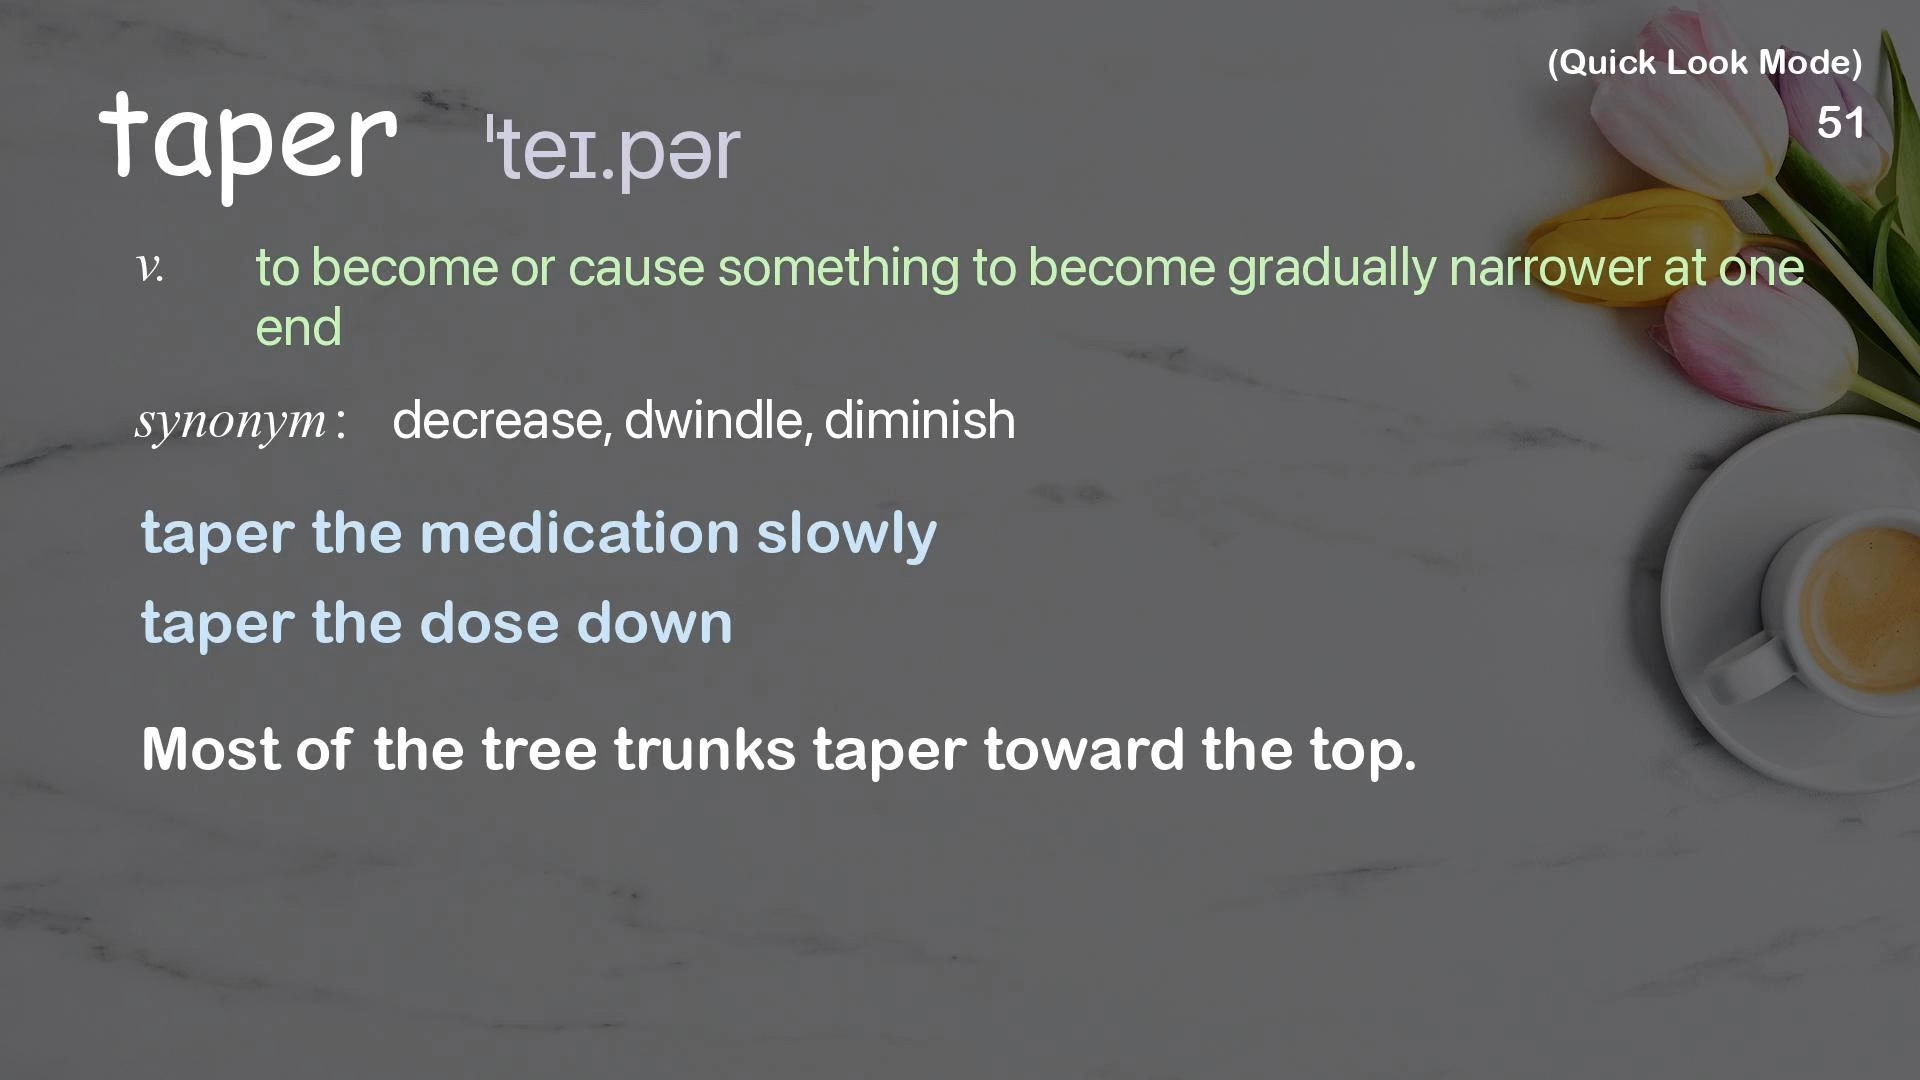 (Quick Look Mode)
51
taper ˈteɪ.pər
v. to become or cause something to become gradually narrower at one
end
synonym: decrease, dwindle, diminish
taper the medication slowly
taper the dose down
Most of the tree trunks taper toward the top.